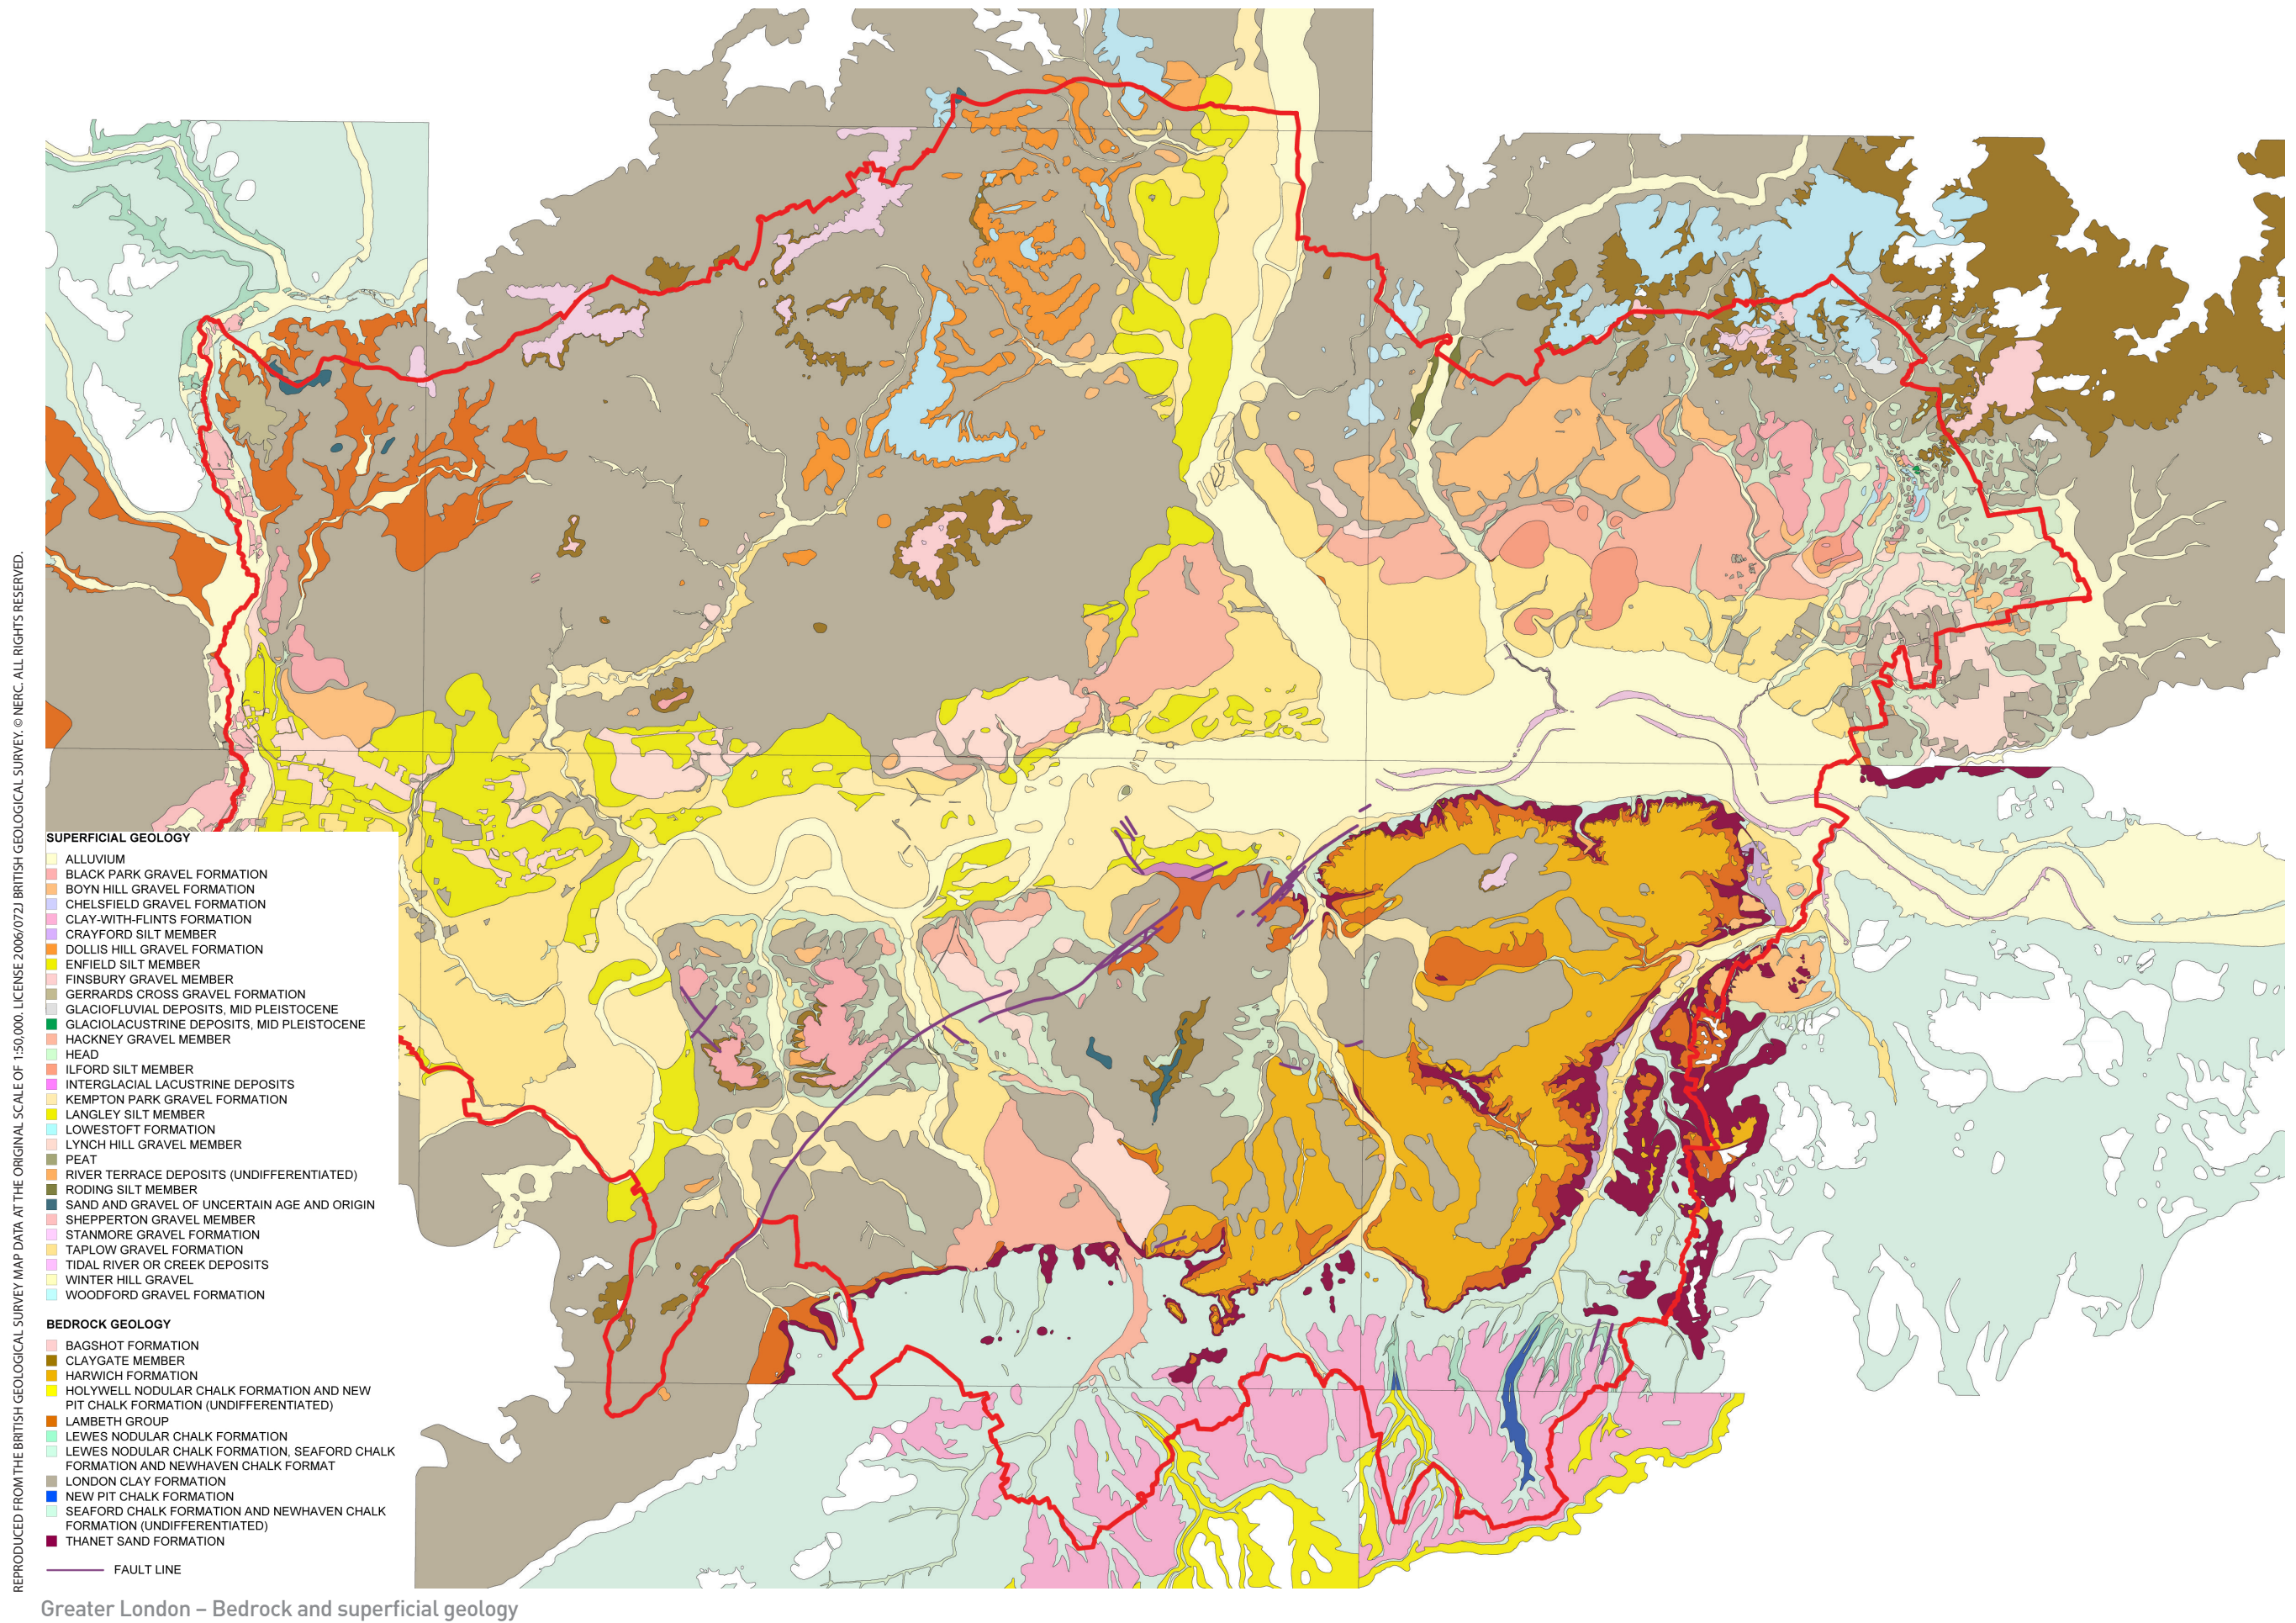 REPRODUCED FROM THE BRITISH GEOLOGICAL SURVEY MAP DATA AT THE ORIGINAL SCALE OF 1:50,000. LICENSE 2006/072J BRITISH GEOLOGICAL SURVEY. © NERC. ALL RIGHTS RESERVED.
SUPERFICIAL GEOLOGY
ALLUVIUM
BLACK PARK GRAVEL FORMATION
BOYN HILL GRAVEL FORMATION
CHELSFIELD GRAVEL FORMATION
CLAY-WITH-FLINTS FORMATION
CRAYFORD SILT MEMBER
DOLLIS HILL GRAVEL FORMATION
ENFIELD SILT MEMBER
FINSBURY GRAVEL MEMBER
GERRARDS CROSS GRAVEL FORMATION
GLACIOFLUVIAL DEPOSITS, MID PLEISTOCENE
GLACIOLACUSTRINE DEPOSITS, MID PLEISTOCENE
HACKNEY GRAVEL MEMBER
HEAD
ILFORD SILT MEMBER
INTERGLACIAL LACUSTRINE DEPOSITS
KEMPTON PARK GRAVEL FORMATION
LANGLEY SILT MEMBER
LOWESTOFT FORMATION
LYNCH HILL GRAVEL MEMBER
PEAT
RIVER TERRACE DEPOSITS (UNDIFFERENTIATED)
RODING SILT MEMBER
SAND AND GRAVEL OF UNCERTAIN AGE AND ORIGIN
SHEPPERTON GRAVEL MEMBER
STANMORE GRAVEL FORMATION
TAPLOW GRAVEL FORMATION
TIDAL RIVER OR CREEK DEPOSITS
WINTER HILL GRAVEL
WOODFORD GRAVEL FORMATION
BEDROCK GEOLOGY
BAGSHOT FORMATION
CLAYGATE MEMBER
HARWICH FORMATION
HOLYWELL NODULAR CHALK FORMATION AND NEW
PIT CHALK FORMATION (UNDIFFERENTIATED)
LAMBETH GROUP
LEWES NODULAR CHALK FORMATION
LEWES NODULAR CHALK FORMATION, SEAFORD CHALK
FORMATION AND NEWHAVEN CHALK FORMAT
LONDON CLAY FORMATION
NEW PIT CHALK FORMATION
SEAFORD CHALK FORMATION AND NEWHAVEN CHALK
FORMATION (UNDIFFERENTIATED)
THANET SAND FORMATION
FAULT LINE
Greater London – Bedrock and superficial geology